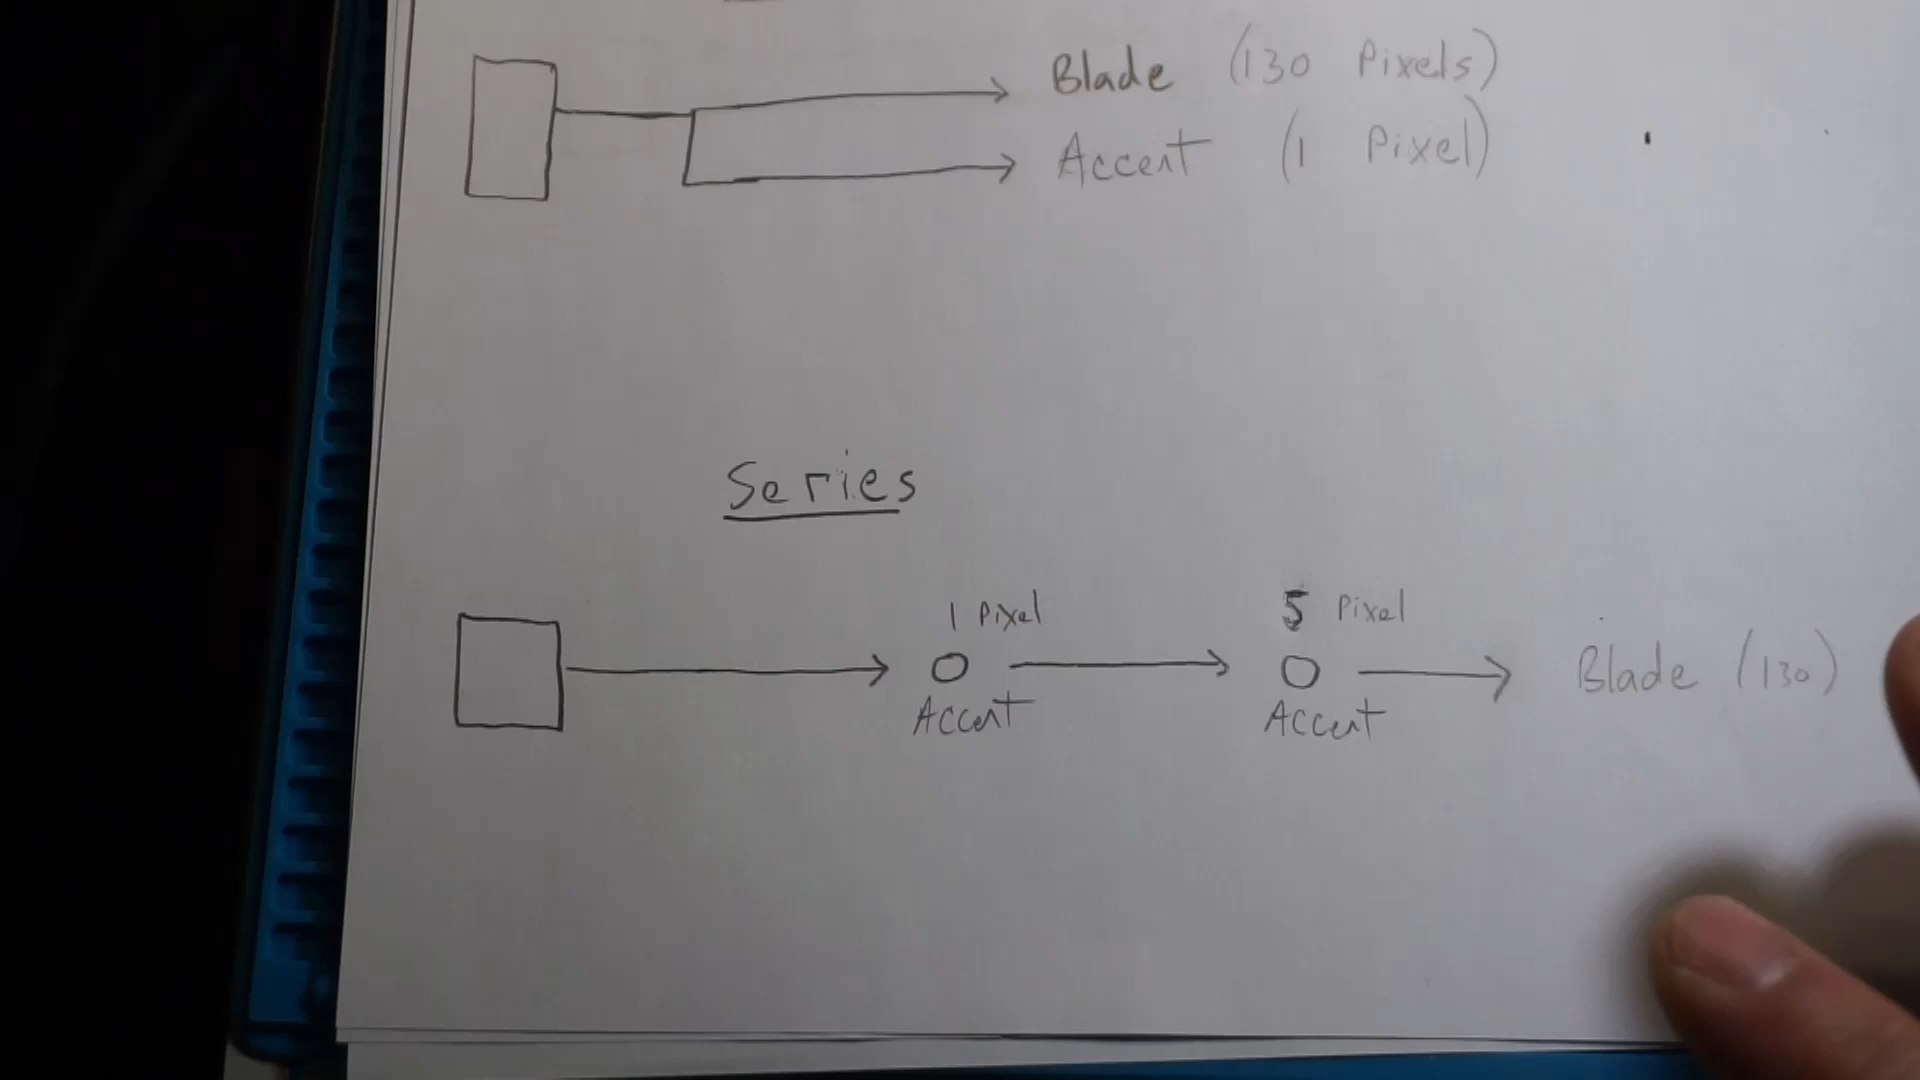 Blade (130 Pixels)
Accent (1 Pixel)
Series
1 Pixel
5 Pixel
Accent
Accent
Blade (130)